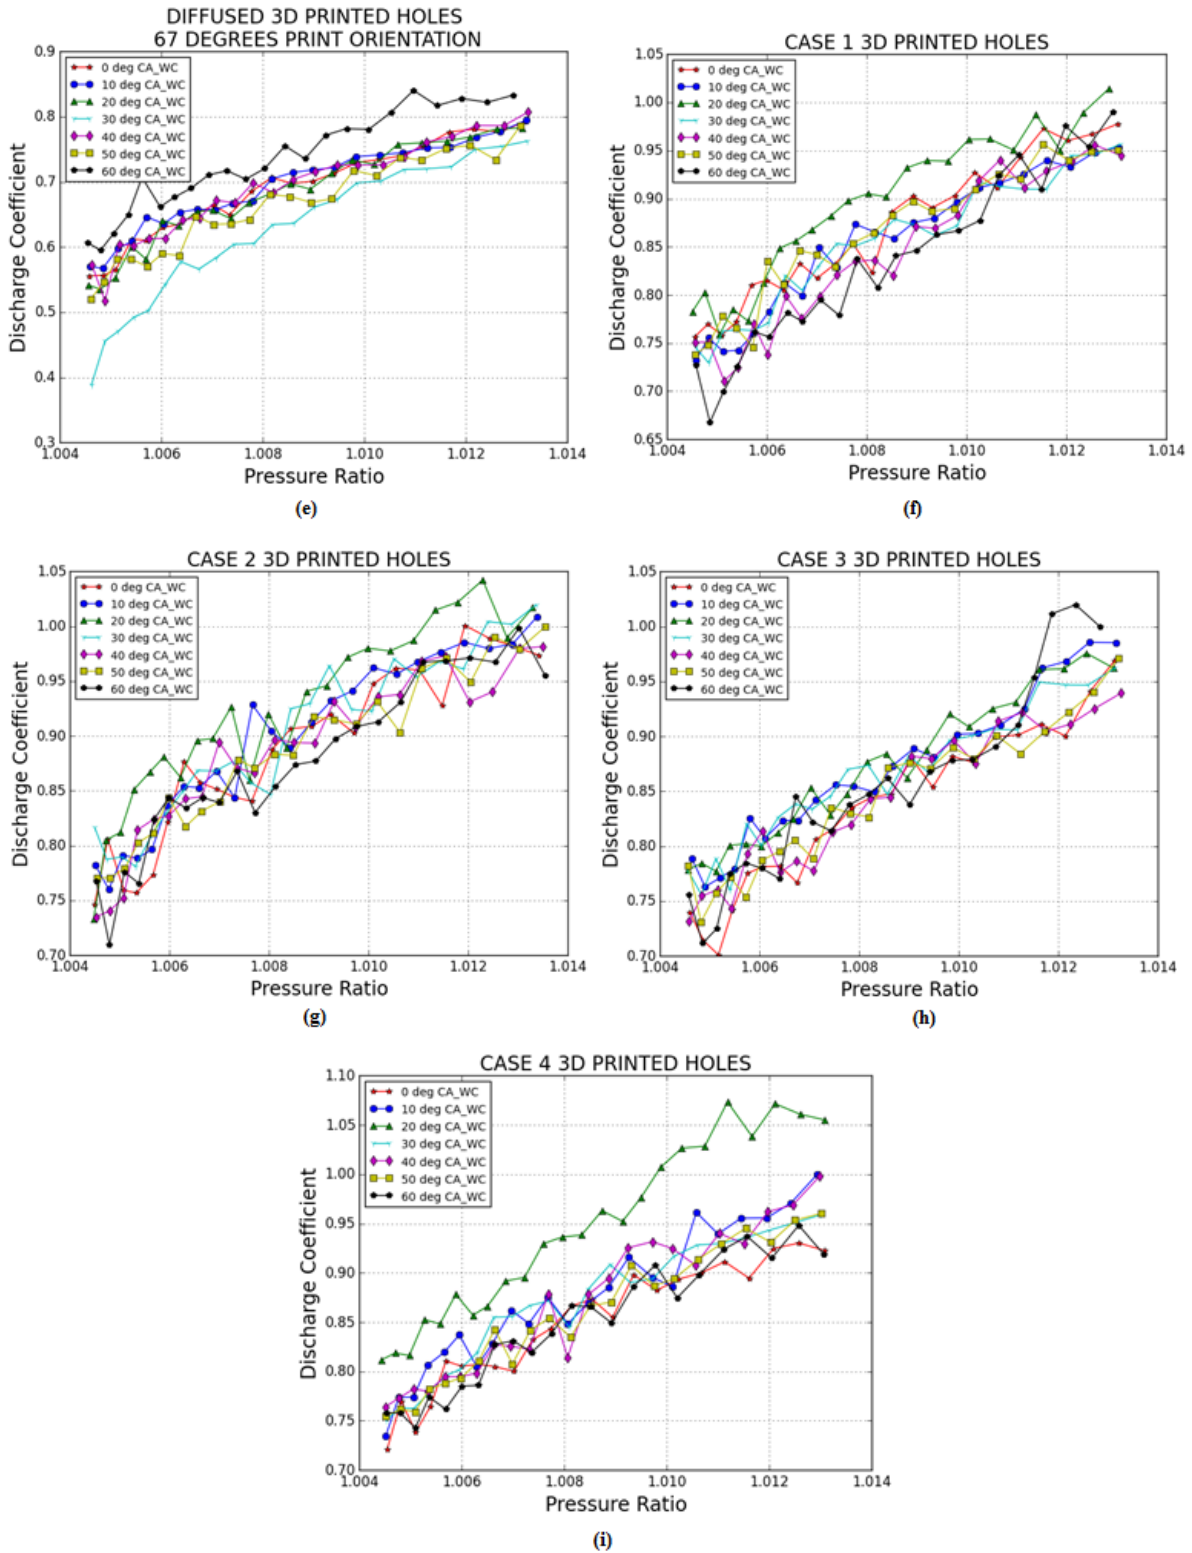 DIFFUSED 3D PRINTED HOLES
67 DEGREES PRINT ORIENTATION
0.9
0.8
0.7
0.6
0.5
0.4
0.3
Discharge Coefficient
0 deg CA_WC
10 deg CA_WC
20 deg CA_WC
30 deg CA_WC
40 deg CA_WC
50 deg CA_WC
60 deg CA_WC
1.004 1.006 1.008 1.010 1.012 1.014
Pressure Ratio
(e)
CASE 1 3D PRINTED HOLES
1.05
1.00
0.95
0.90
0.85
0.80
0.75
0.70
0.65
Discharge Coefficient
0 deg CA_WC
10 deg CA_WC
20 deg CA_WC
30 deg CA_WC
40 deg CA_WC
50 deg CA_WC
60 deg CA_WC
1.004 1.006 1.008 1.010 1.012 1.014
Pressure Ratio
(f)
CASE 2 3D PRINTED HOLES
1.05
1.00
0.95
0.90
0.85
0.80
0.75
0.70
Discharge Coefficient
0 deg CA_WC
10 deg CA_WC
20 deg CA_WC
30 deg CA_WC
40 deg CA_WC
50 deg CA_WC
60 deg CA_WC
1.004 1.006 1.008 1.010 1.012 1.014
Pressure Ratio
(g)
CASE 3 3D PRINTED HOLES
1.05
1.00
0.95
0.90
0.85
0.80
0.75
0.70
Discharge Coefficient
0 deg CA_WC
10 deg CA_WC
20 deg CA_WC
30 deg CA_WC
40 deg CA_WC
50 deg CA_WC
60 deg CA_WC
1.004 1.006 1.008 1.010 1.012 1.014
Pressure Ratio
(h)
CASE 4 3D PRINTED HOLES
1.10
1.05
1.00
0.95
0.90
0.85
0.80
0.75
0.70
Discharge Coefficient
0 deg CA_WC
10 deg CA_WC
20 deg CA_WC
30 deg CA_WC
40 deg CA_WC
50 deg CA_WC
60 deg CA_WC
1.004 1.006 1.008 1.010 1.012 1.014
Pressure Ratio
(i)